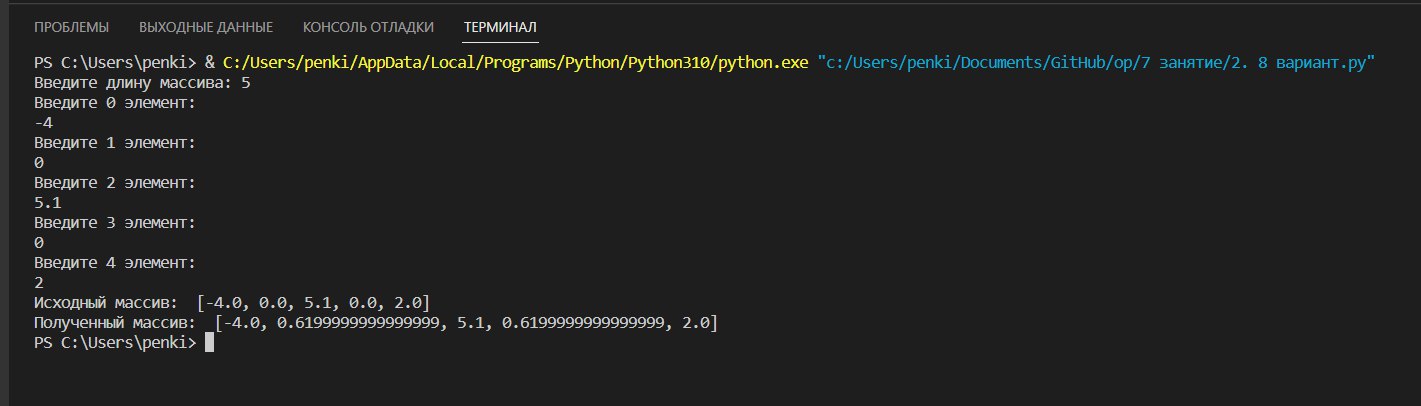 ПРОБЛЕМЫ ВЫХОДНЫЕ ДАННЫЕ КОНСОЛЬ ОТЛАДКИ ТЕРМИНАЛ
PS C:\Users\penki> & C:/Users/penki/AppData/Local/Programs/Python/Python310/python.exe "c:/Users/penki/Documents/GitHub/op/7 занятие/2. 8 вариант.py"
Введите длину массива: 5
Введите 0 элемент:
-4
Введите 1 элемент:
0
Введите 2 элемент:
5.1
Введите 3 элемент:
0
Введите 4 элемент:
2
Исходный массив:  [-4.0, 0.0, 5.1, 0.0, 2.0]
Полученный массив:  [-4.0, 0.6199999999999999, 5.1, 0.6199999999999999, 2.0]
PS C:\Users\penki>